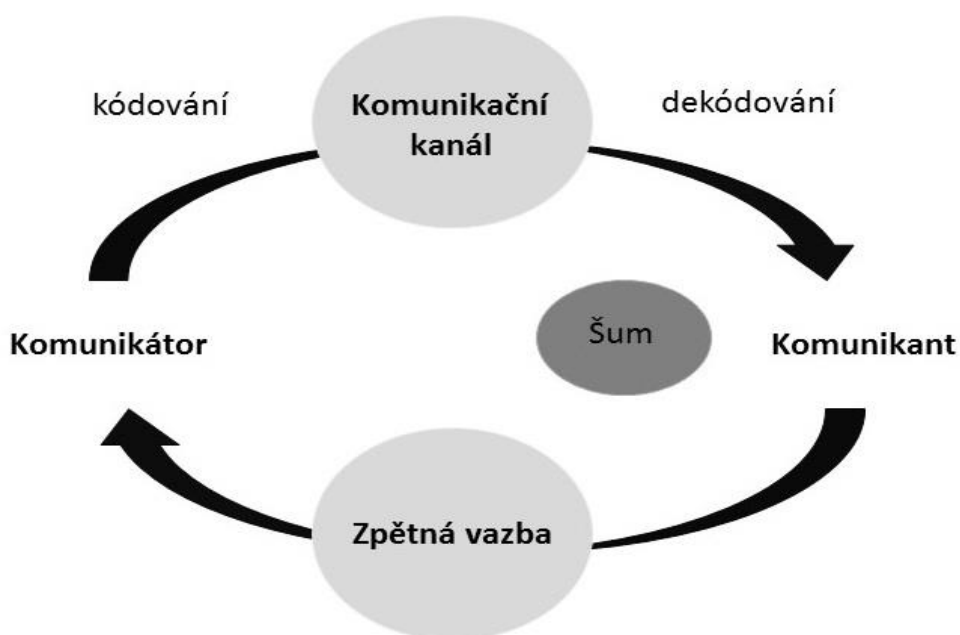 kódování
Komunikační
kanál
dekódování
Komunikátor
Šum
Komunikant
Zpětná vazba